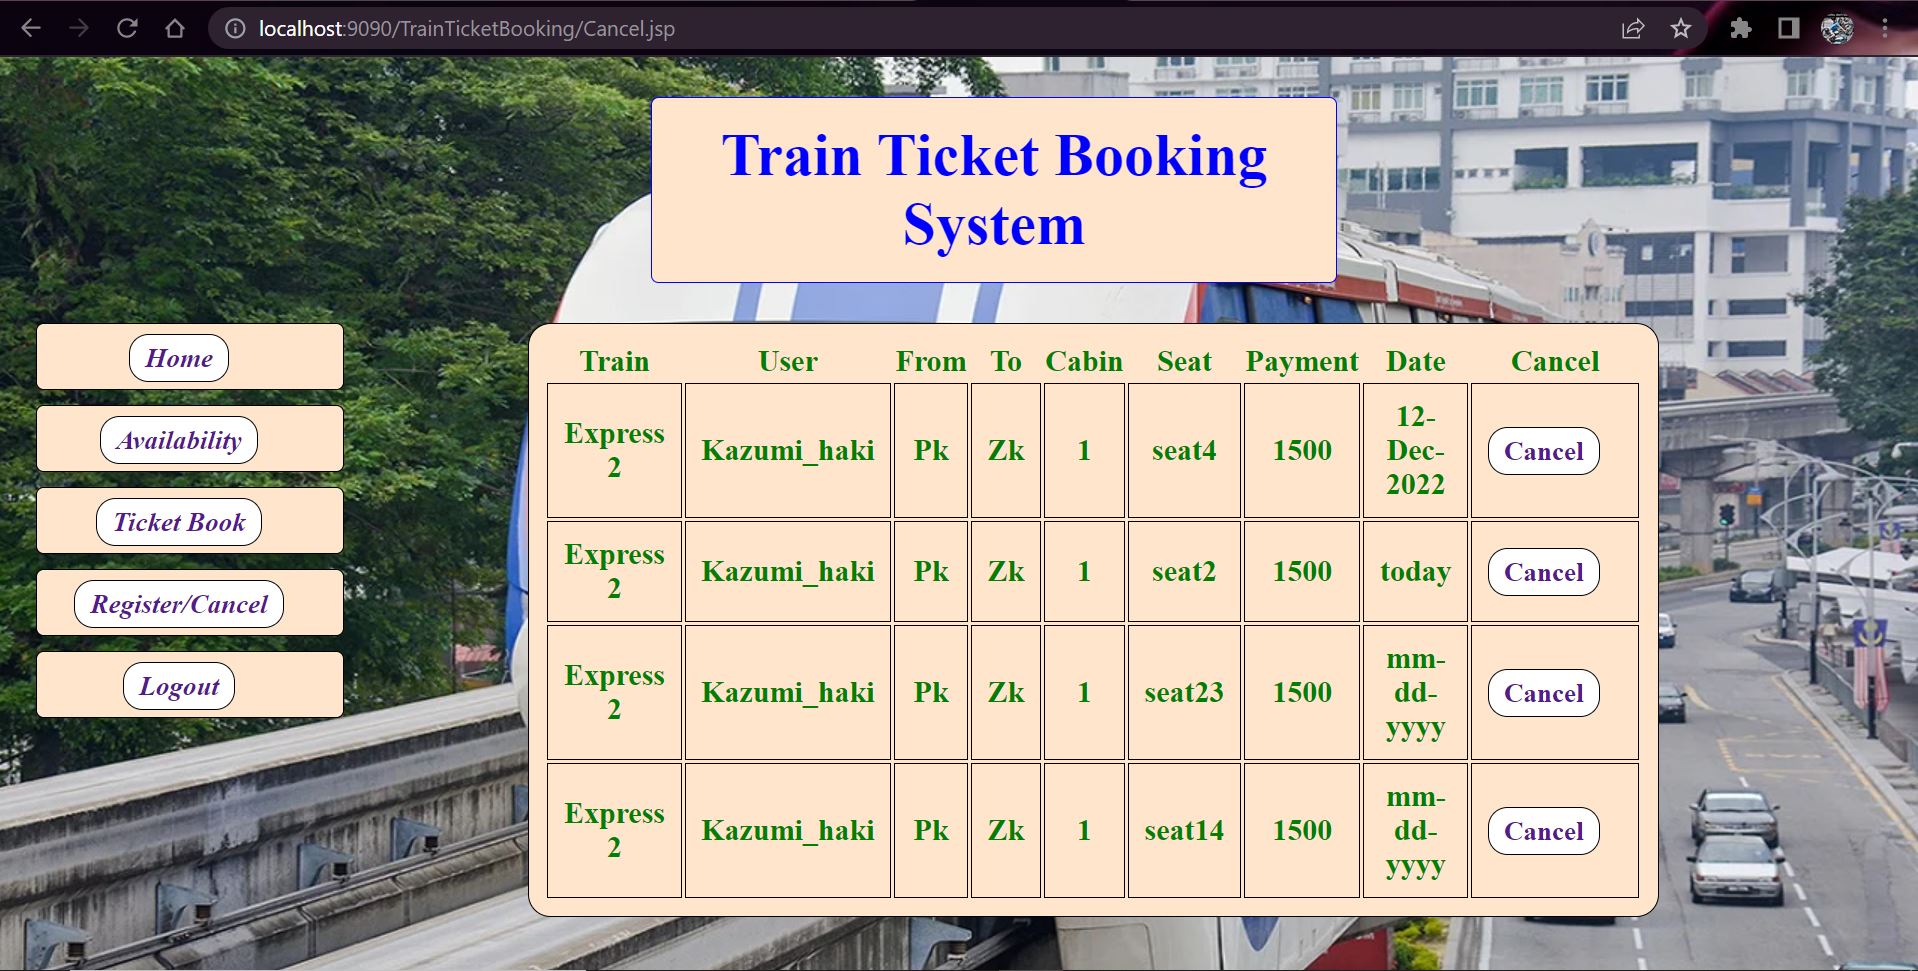 localhost:9090/TrainTicketBooking/Cancel.jsp
Train Ticket Booking
System
Home
Availability
Ticket Book
Register/Cancel
Logout
Train User From To Cabin Seat Payment Date Cancel
Express 2 Kazumi_haki Pk Zk 1 seat4 1500 12-Dec-2022 Cancel
Express 2 Kazumi_haki Pk Zk 1 seat2 1500 today Cancel
Express 2 Kazumi_haki Pk Zk 1 seat23 1500 mm-dd-yyyy Cancel
Express 2 Kazumi_haki Pk Zk 1 seat14 1500 mm-dd-yyyy Cancel